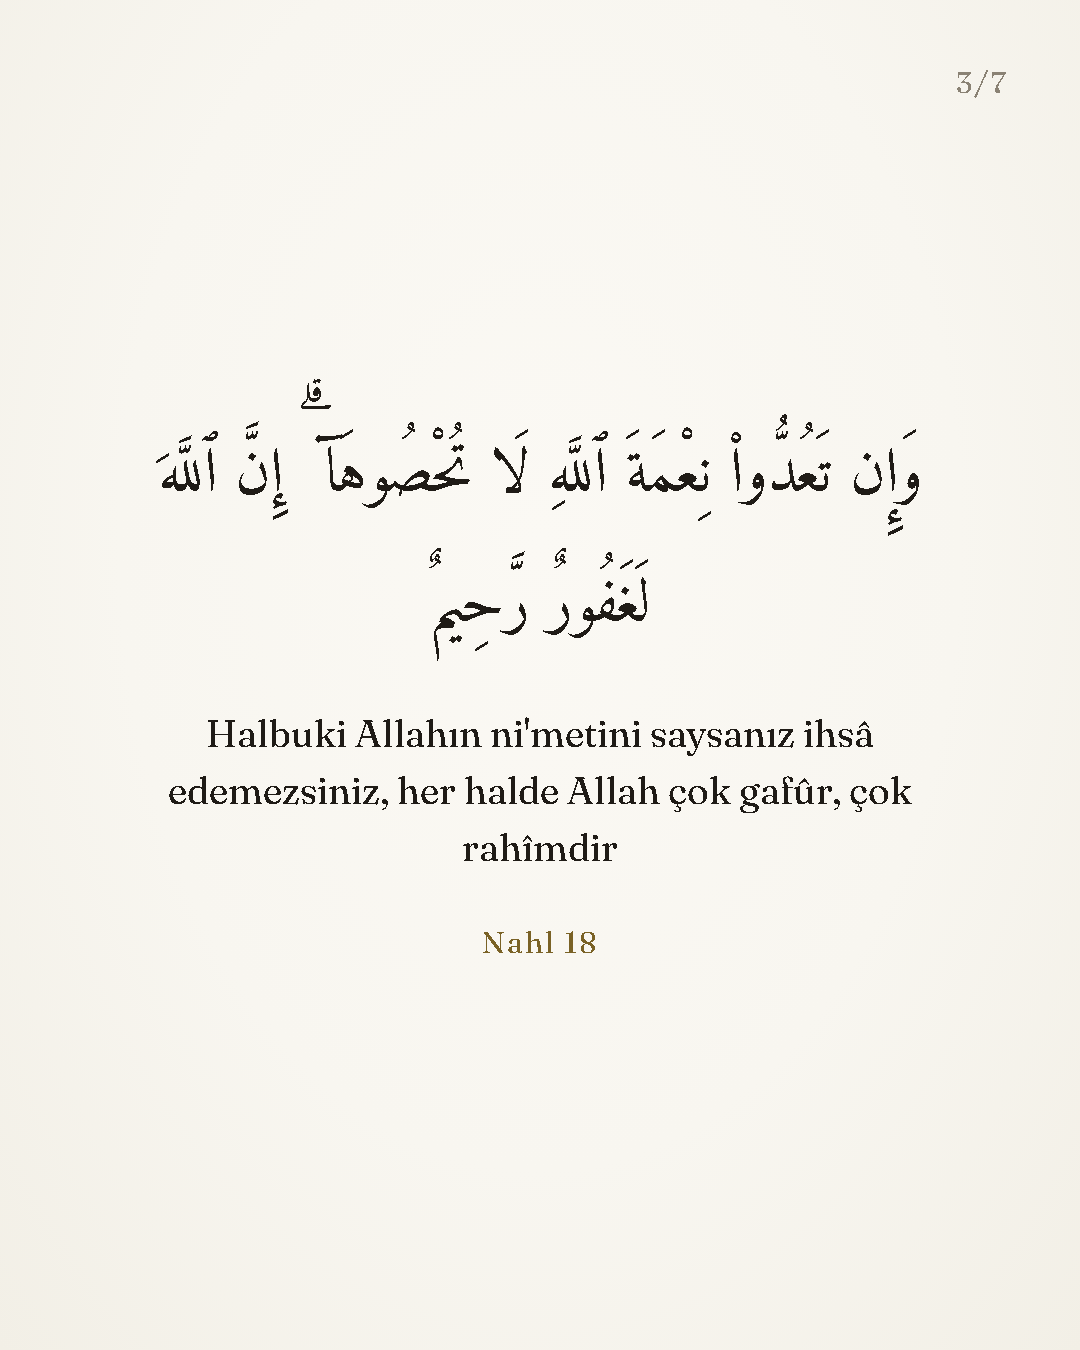 3/7
وَإِن تَعُدُّوا۟ نِعْمَةَ ٱللَّهِ لَا تُحْصُوهَآ ۗ إِنَّ ٱللَّهَ
لَغَفُورٌ رَّحِيمٌ
Halbuki Allahın ni'metini saysanız ihsâ
edemezsiniz, her halde Allah çok gafûr, çok
rahîmdir
Nahl 18